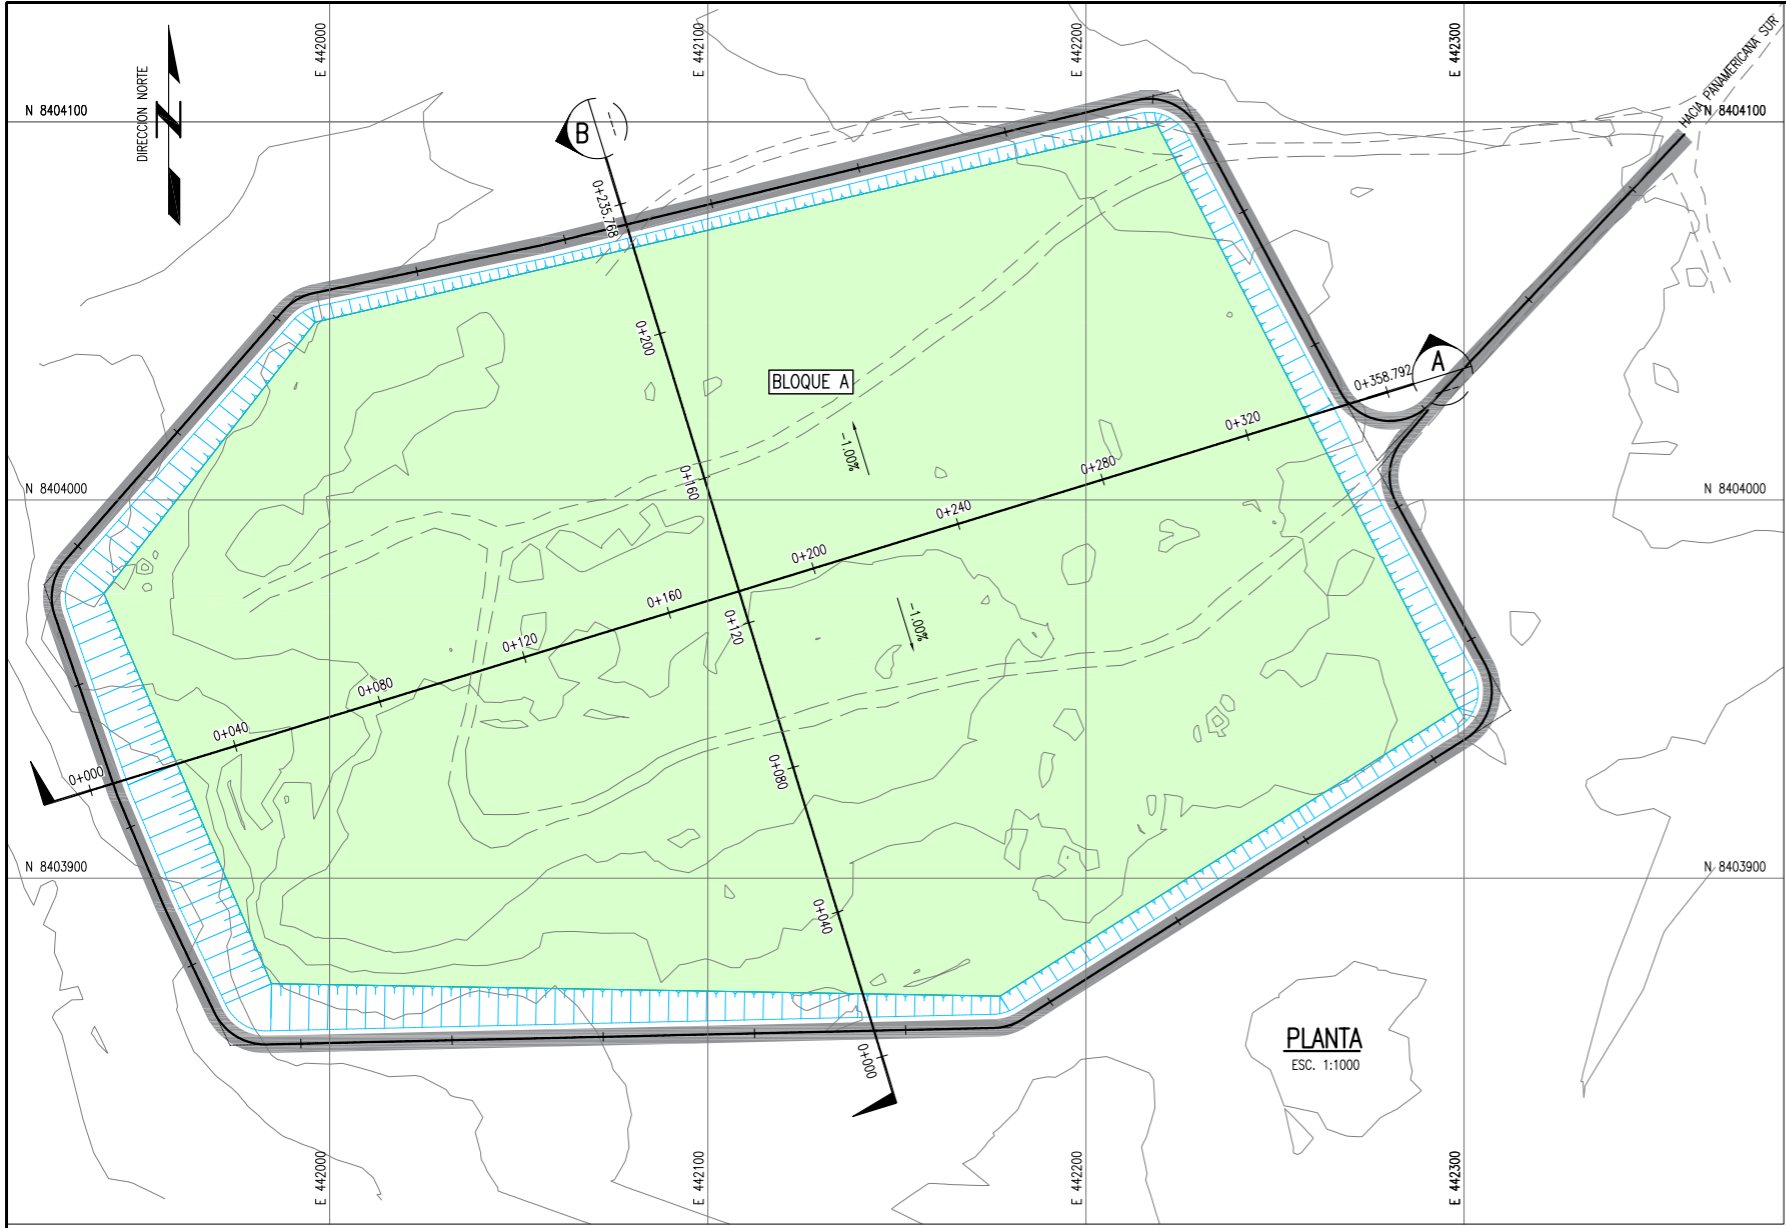 E 442000
E 442100
E 442200
E 442300
HACIA PANAMERICANA SUR
DIRECCION NORTE
N
N 8404100
N 8404100
B
0+235.768
0+200
BLOQUE A
A
0+358.792
0+320
-1.00%
0+280
0+160
N 8404000
N 8404000
0+240
0+200
0+160
-1.00%
0+120
0+120
0+080
0+040
0+000
0+080
N 8403900
N 8403900
0+040
0+000
PLANTA
ESC. 1:1000
E 442000
E 442100
E 442200
E 442300